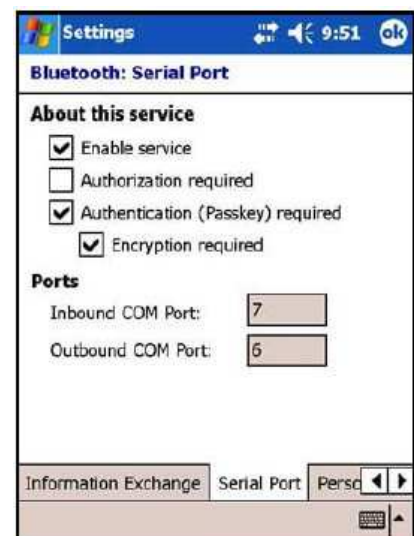 Settings 9:51 ok
Bluetooth: Serial Port
About this service
Enable service
Authorization required
Authentication (Passkey) required
Encryption required
Ports
Inbound COM Port: 7
Outbound COM Port: 6
Information Exchange Serial Port Perso